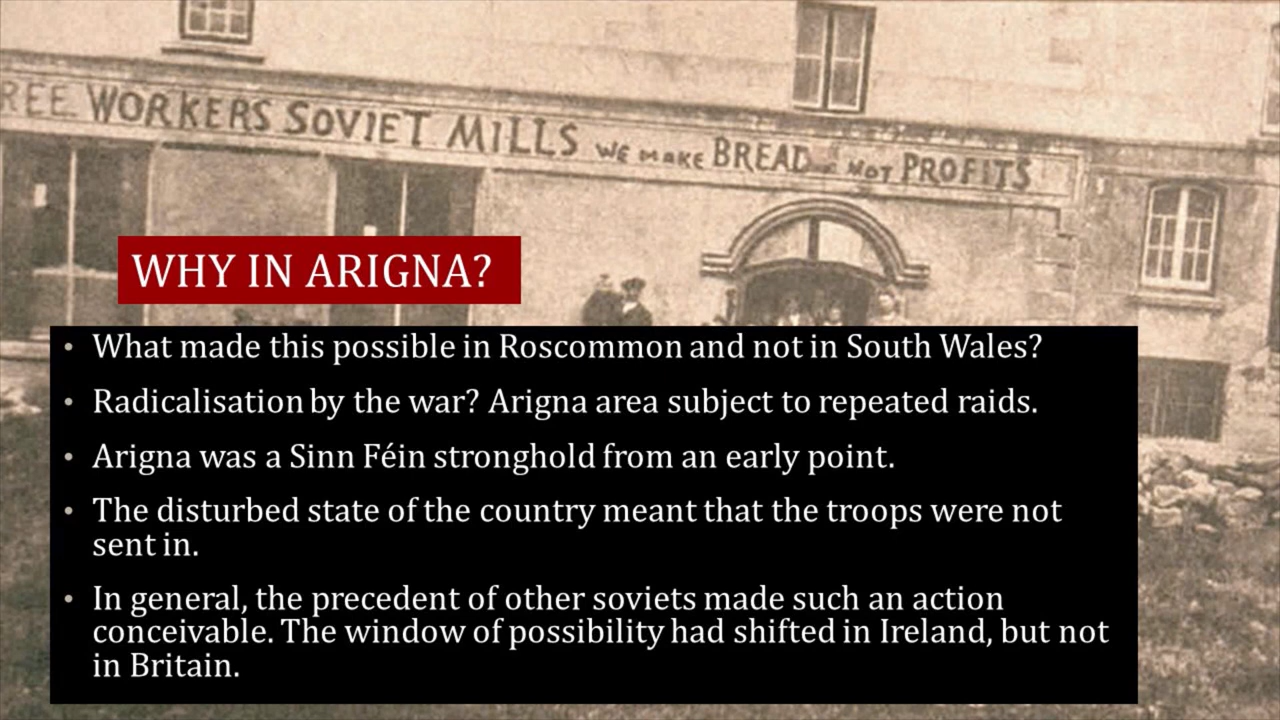 REE WORKERS SOVIET MILLS WE MAKE BREAD NOT PROFITS
WHY IN ARIGNA?
• What made this possible in Roscommon and not in South Wales?
• Radicalisation by the war? Arigna area subject to repeated raids.
• Arigna was a Sinn Féin stronghold from an early point.
• The disturbed state of the country meant that the troops were not
sent in.
• In general, the precedent of other soviets made such an action
conceivable. The window of possibility had shifted in Ireland, but not
in Britain.